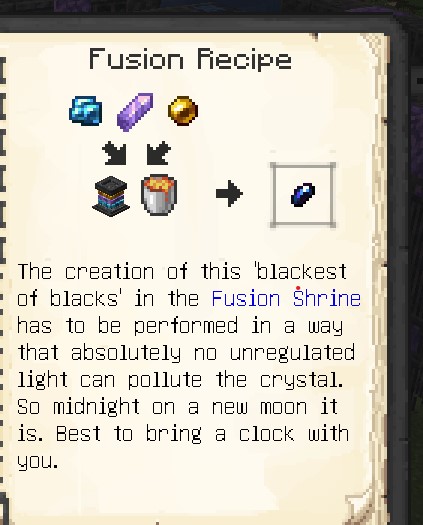 Fusion Recipe
The creation of this 'blackest
of blacks' in the Fusion Shrine
has to be performed in a way
that absolutely no unregulated
light can pollute the crystal.
So midnight on a new moon it
is. Best to bring a clock with
you.